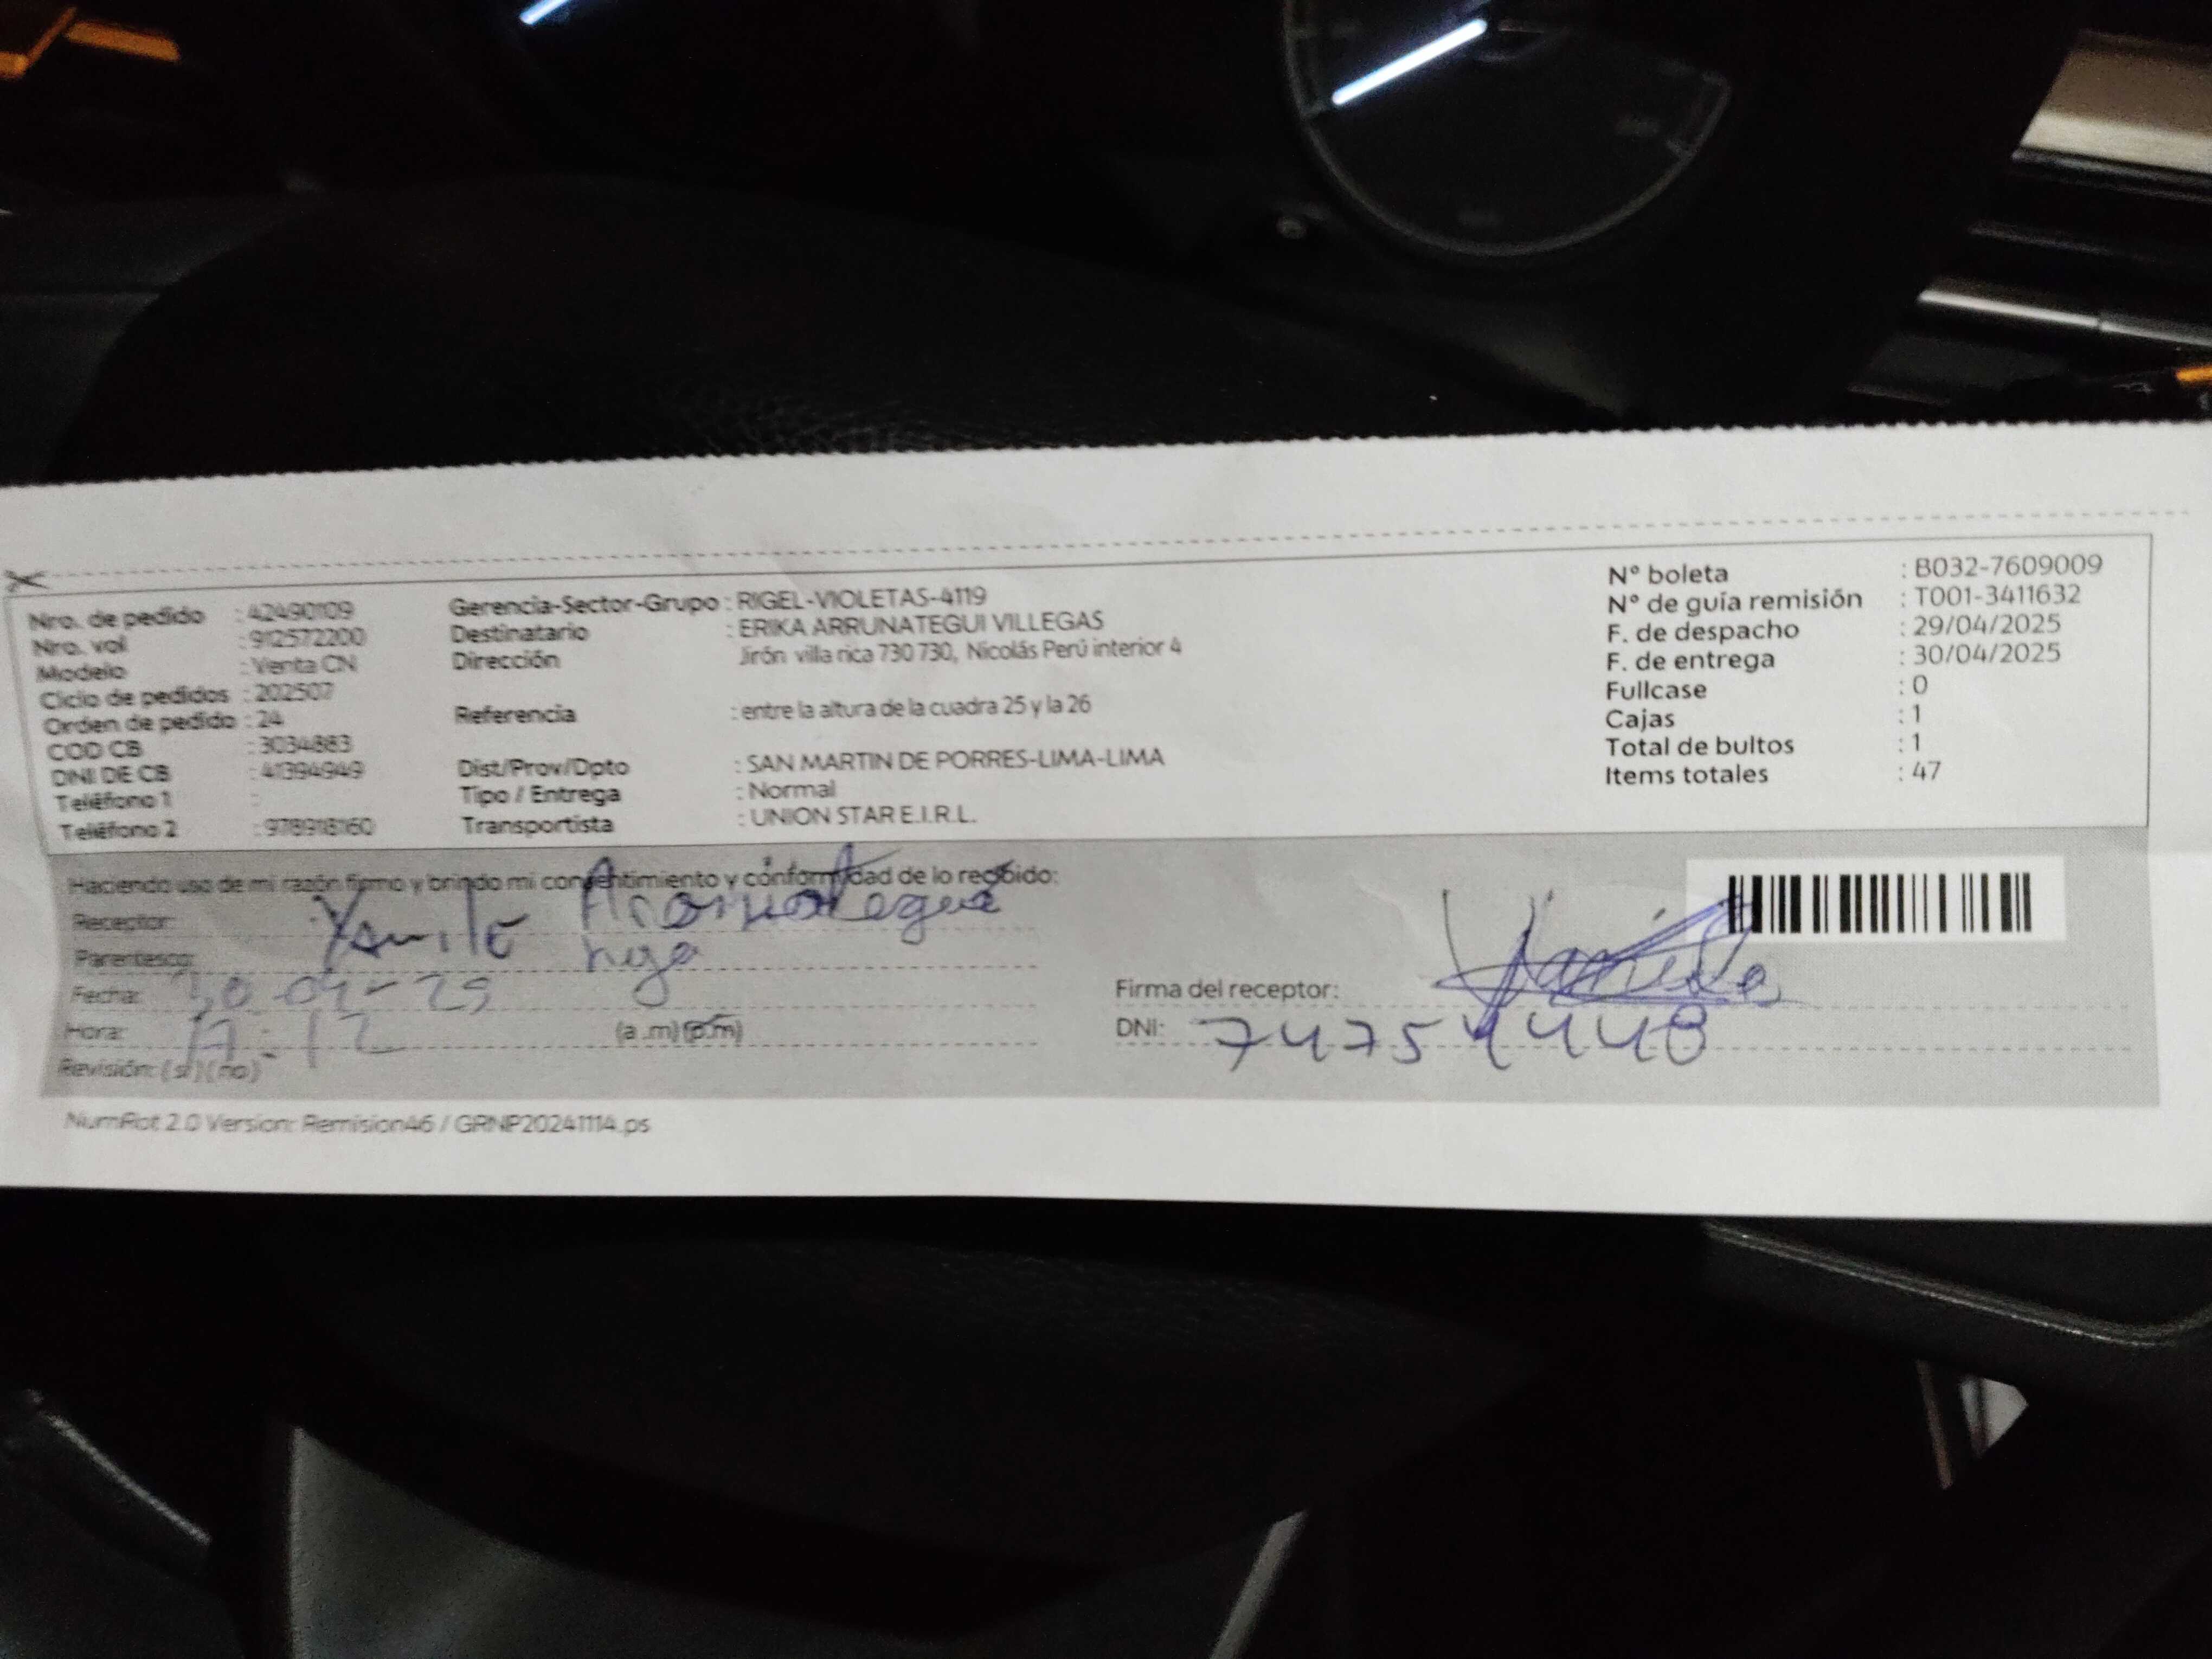 Nro. de pedido : 42490109
Nro. vol : 912572200
Modelo : Venta CN
Ciclo de pedidos : 202507
Orden de pedido : 24
COD CB : 3034883
DNI DE CB : 41394949
Teléfono 1 :
Teléfono 2 : 978918160
Gerencia-Sector-Grupo : RIGEL-VIOLETAS-4119
Destinatario : ERIKA ARRUNATEGUI VILLEGAS
Dirección Jirón villa rica 730 730, Nicolás Perú interior 4
Referencia : entre la altura de la cuadra 25 y la 26
Dist/Prov/Dpto : SAN MARTIN DE PORRES-LIMA-LIMA
Tipo / Entrega : Normal
Transportista : UNION STAR E.I.R.L.
N° boleta : B032-7609009
N° de guía remisión : T001-3411632
F. de despacho : 29/04/2025
F. de entrega : 30/04/2025
Fullcase : 0
Cajas : 1
Total de bultos : 1
Items totales : 47
Haciendo uso de mi razón firmo y brindo mi consentimiento y conformidad de lo recibido:
Receptor:
Parentesco: hija
Fecha: 30-04-25
Hora: 17:12 (a .m)(p.m)
Revisión: (si)(no)
Firma del receptor:
DNI: 74754448
NumRot 2.0 Version: Remision46 / GRNP20241114.ps